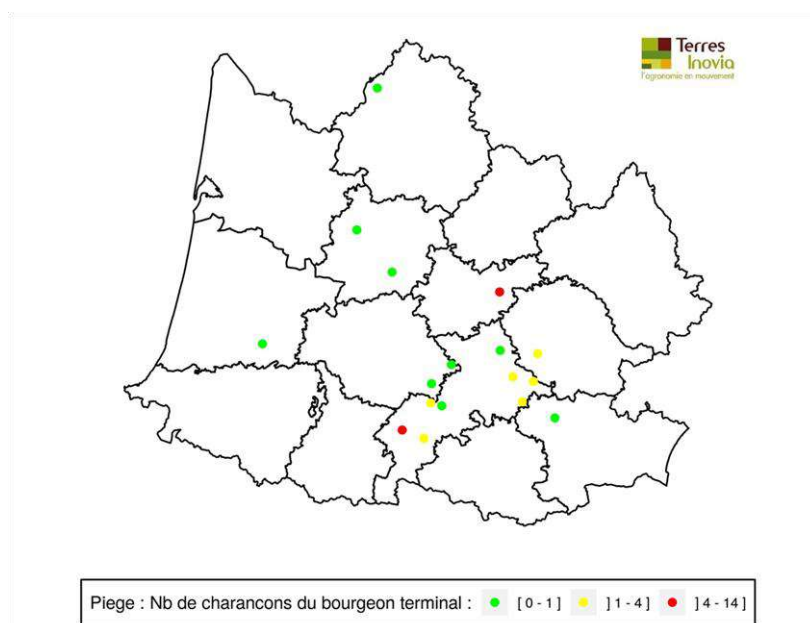 Terres
Inovia
l'agronomie en mouvement
Piege : Nb de charancons du bourgeon terminal : [ 0 - 1 ] ] 1 - 4 ] ] 4 - 14 ]